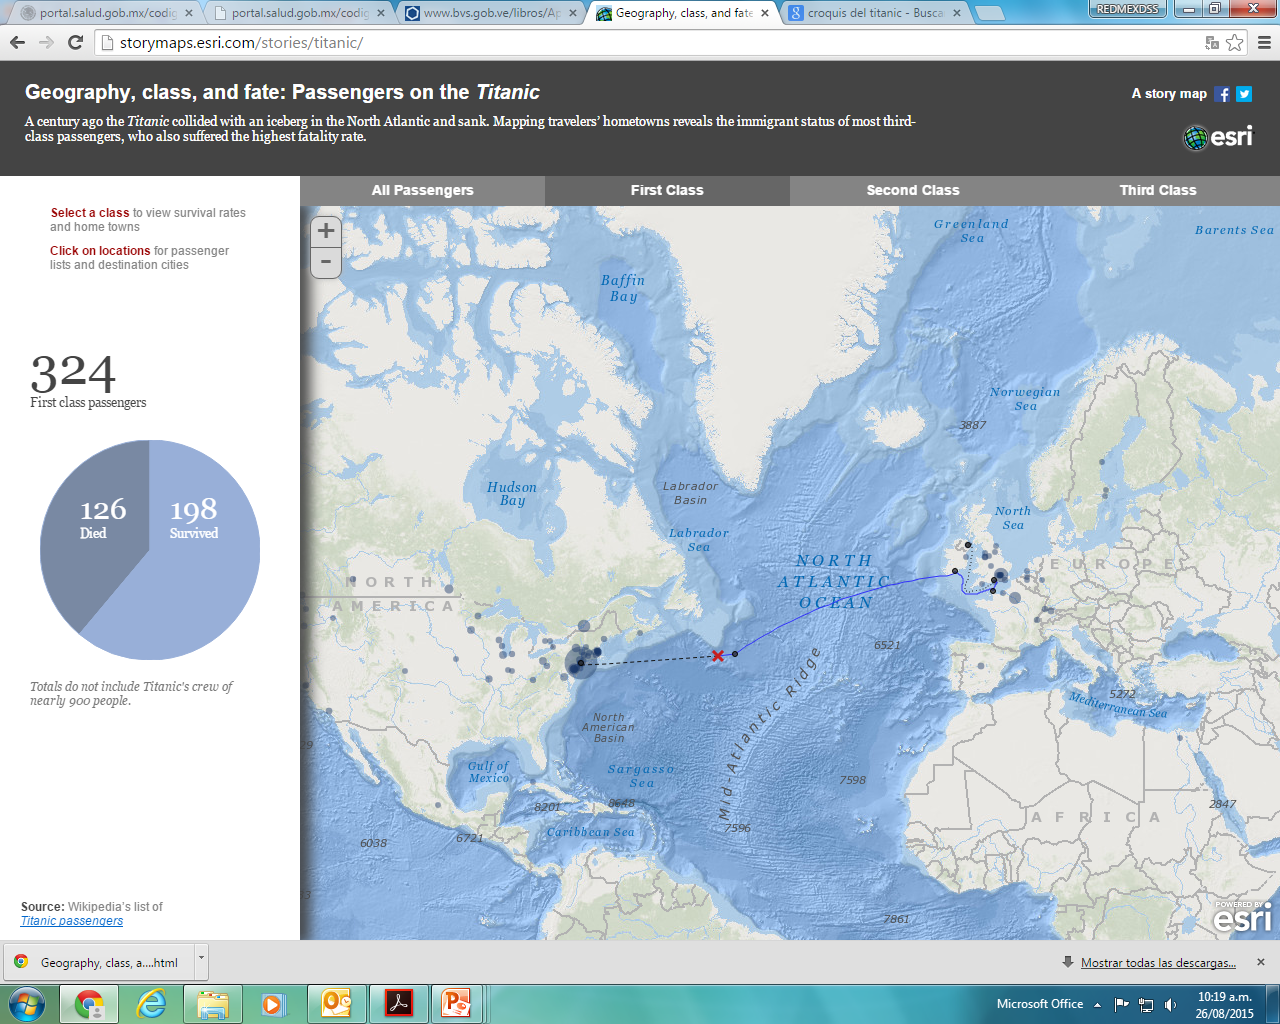 portal.salud.gob.mx/codig
portal.salud.gob.mx/codig
www.bvs.gob.ve/libros/Ap
Geography, class, and fate
croquis del titanic - Busca
REDMEXDSS
storymaps.esri.com/stories/titanic/
Geography, class, and fate: Passengers on the Titanic
A century ago the Titanic collided with an iceberg in the North Atlantic and sank. Mapping travelers' hometowns reveals the immigrant status of most third-
class passengers, who also suffered the highest fatality rate.
A story map
esri
All Passengers
First Class
Second Class
Third Class
Select a class to view survival rates
and home towns
Click on locations for passenger
lists and destination cities
324
First class passengers
126
Died
198
Survived
Totals do not include Titanic's crew of
nearly 900 people.
Source: Wikipedia's list of
Titanic passengers
+
-
Greenland
Sea
Barents Sea
Baffin
Bay
Norwegian
Sea
3887
Hudson
Bay
Labrador
Basin
Labrador
Sea
North
Sea
NORTH
ATLANTIC
OCEAN
NORTH
AMERICA
EUROPE
6521
Mid-Atlantic Ridge
5272
Mediterranean Sea
North
American
Basin
29
Gulf of
Mexico
Sargasso
Sea
7598
8201
8648
7596
2847
AFRICA
Caribbean Sea
6721
6038
7861
POWERED BY
esri
Geography, class, a....html
Mostrar todas las descargas...
Microsoft Office
10:19 a.m.
26/08/2015